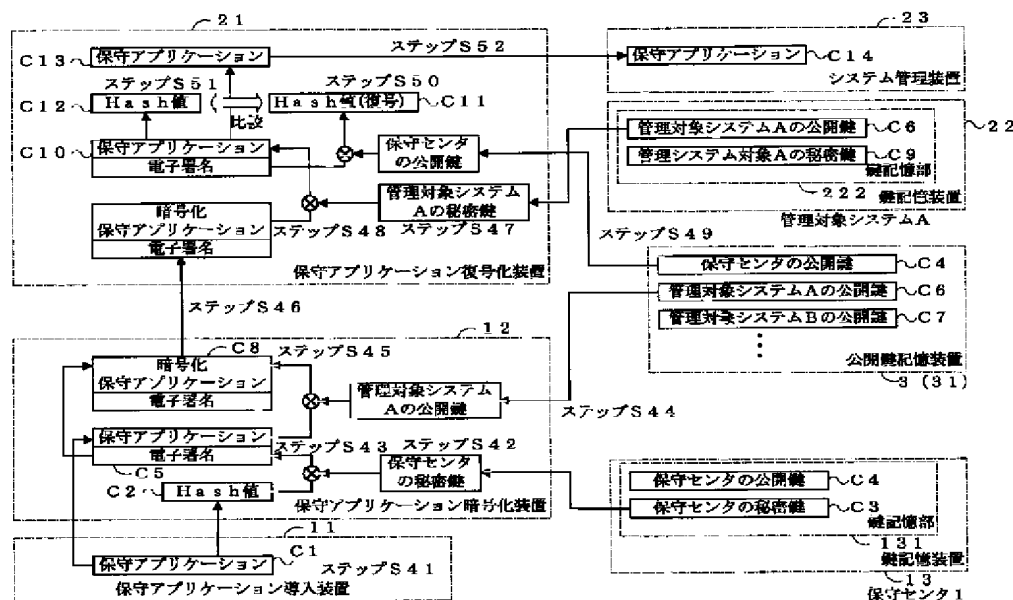 21
C13
保守アプリケーション
ステップS52
ステップS51
ステップS50
C12
Hash値
Hash値(復号)
C11
比較
C10
保守アプリケーション
電子署名
保守センタ
の公開鍵
管理対象システム
Aの秘密鍵
暗号化
保守アプリケーション
電子署名
ステップS48
ステップS47
保守アプリケーション復号化装置
23
保守アプリケーション
C14
システム管理装置
22
管理対象システムAの公開鍵
C6
管理システム対象Aの秘密鍵
C9
鍵記憶部
222
鍵記憶装置
管理対象システムA
ステップS49
保守センタの公開鍵
C4
管理対象システムAの公開鍵
C6
管理対象システムBの公開鍵
C7
公開鍵記憶装置
3(31)
ステップS46
12
C8
ステップS45
暗号化
保守アプリケーション
電子署名
管理対象システム
Aの公開鍵
ステップS44
保守アプリケーション
電子署名
ステップS43
ステップS42
C5
保守センタ
の秘密鍵
C2
Hash値
保守アプリケーション暗号化装置
保守センタの公開鍵
C4
保守センタの秘密鍵
C3
鍵記憶部
131
鍵記憶装置
13
保守センタ1
11
保守アプリケーション
C1
ステップS41
保守アプリケーション導入装置